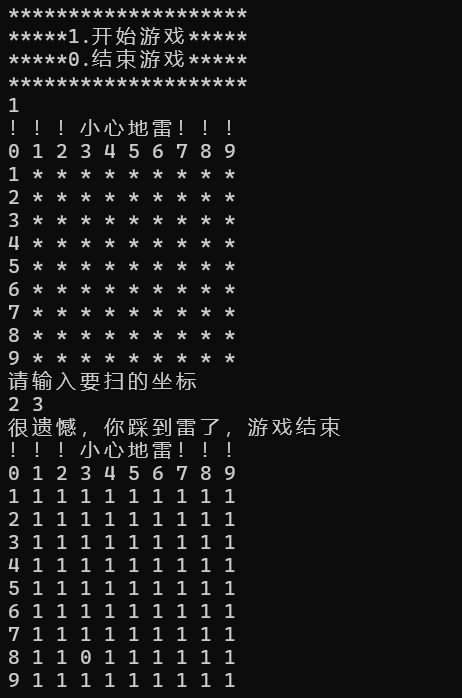 ********************
*****1.开始游戏*****
*****0.结束游戏*****
********************
1
！！！小心地雷！！！
0 1 2 3 4 5 6 7 8 9
1 * * * * * * * * *
2 * * * * * * * * *
3 * * * * * * * * *
4 * * * * * * * * *
5 * * * * * * * * *
6 * * * * * * * * *
7 * * * * * * * * *
8 * * * * * * * * *
9 * * * * * * * * *
请输入要扫的坐标
2 3
很遗憾，你踩到雷了，游戏结束
！！！小心地雷！！！
0 1 2 3 4 5 6 7 8 9
1 1 1 1 1 1 1 1 1 1
2 1 1 1 1 1 1 1 1 1
3 1 1 1 1 1 1 1 1 1
4 1 1 1 1 1 1 1 1 1
5 1 1 1 1 1 1 1 1 1
6 1 1 1 1 1 1 1 1 1
7 1 1 1 1 1 1 1 1 1
8 1 1 0 1 1 1 1 1 1
9 1 1 1 1 1 1 1 1 1